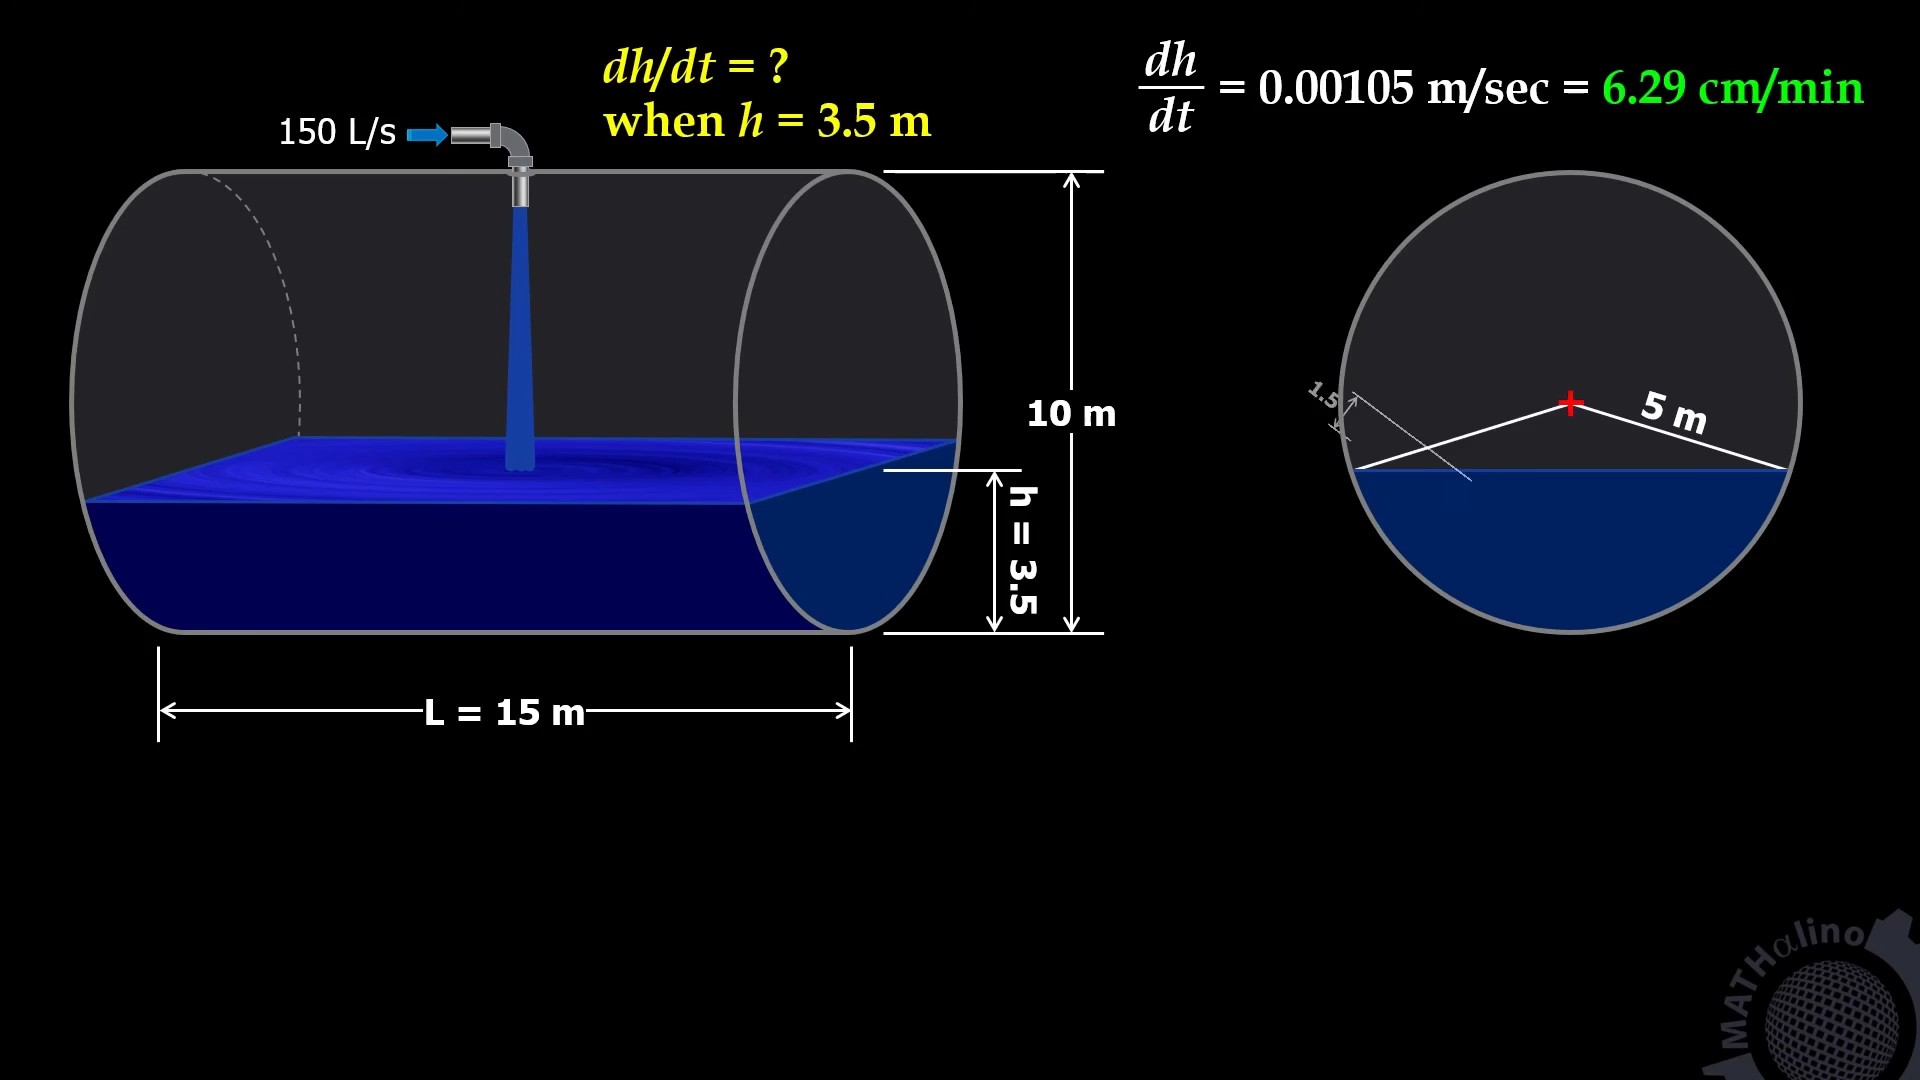 dh/dt = ?
when h = 3.5 m
dh/dt = 0.00105 m/sec = 6.29 cm/min
150 L/s
10 m
h = 3.5
L = 15 m
1.5
5 m
MATHalino